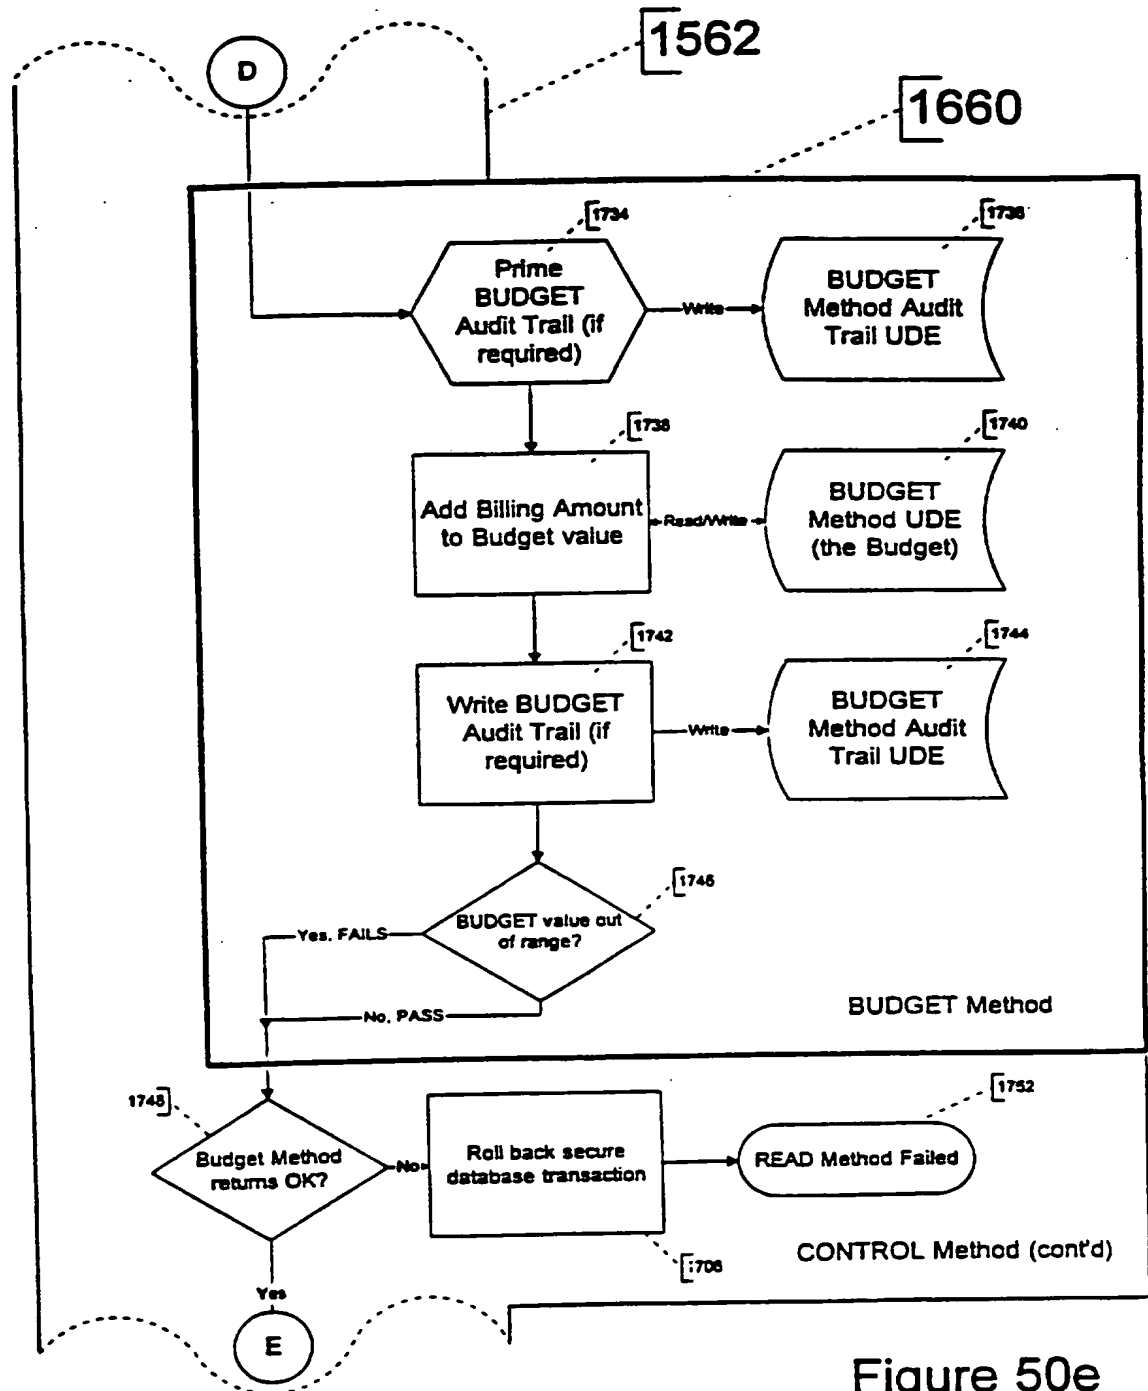 1562
D
1660
1734
1736
Prime
BUDGET
Audit Trail (if
required)
Write
BUDGET
Method Audit
Trail UDE
1738
1740
Add Billing Amount
to Budget value
Read/Write
BUDGET
Method UDE
(the Budget)
1742
1744
Write BUDGET
Audit Trail (if
required)
Write
BUDGET
Method Audit
Trail UDE
1746
BUDGET value out
of range?
Yes, FAILS
No, PASS
BUDGET Method
1748
1752
Budget Method
returns OK?
No
Roll back secure
database transaction
READ Method Failed
1706
CONTROL Method (cont'd)
Yes
E
Figure 50e